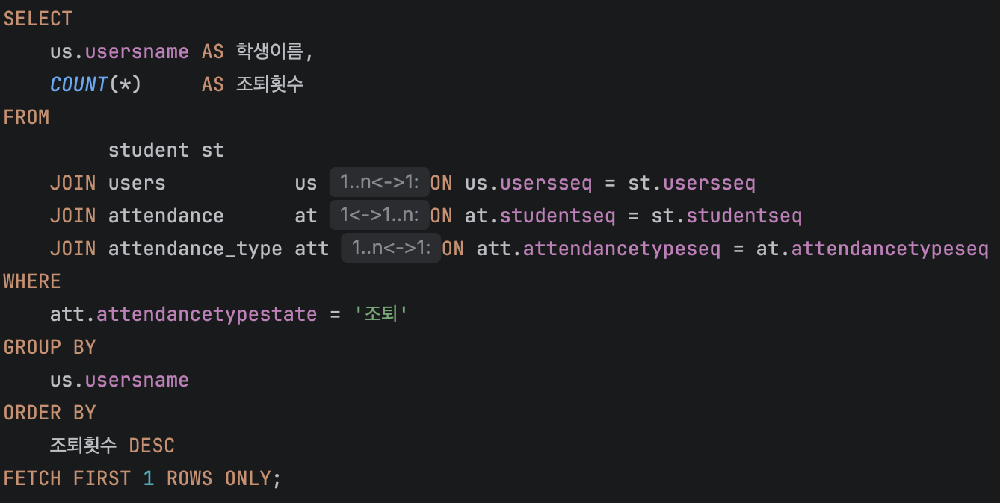 SELECT
    us.usersname AS 학생이름,
    COUNT(*)     AS 조퇴횟수
FROM
         student st
    JOIN users           us 1..n<->1: ON us.usersseq = st.usersseq
    JOIN attendance      at 1<->1..n: ON at.studentseq = st.studentseq
    JOIN attendance_type att 1..n<->1: ON att.attendancetypeseq = at.attendancetypeseq
WHERE
    att.attendancetypestate = '조퇴'
GROUP BY
    us.usersname
ORDER BY
    조퇴횟수 DESC
FETCH FIRST 1 ROWS ONLY;